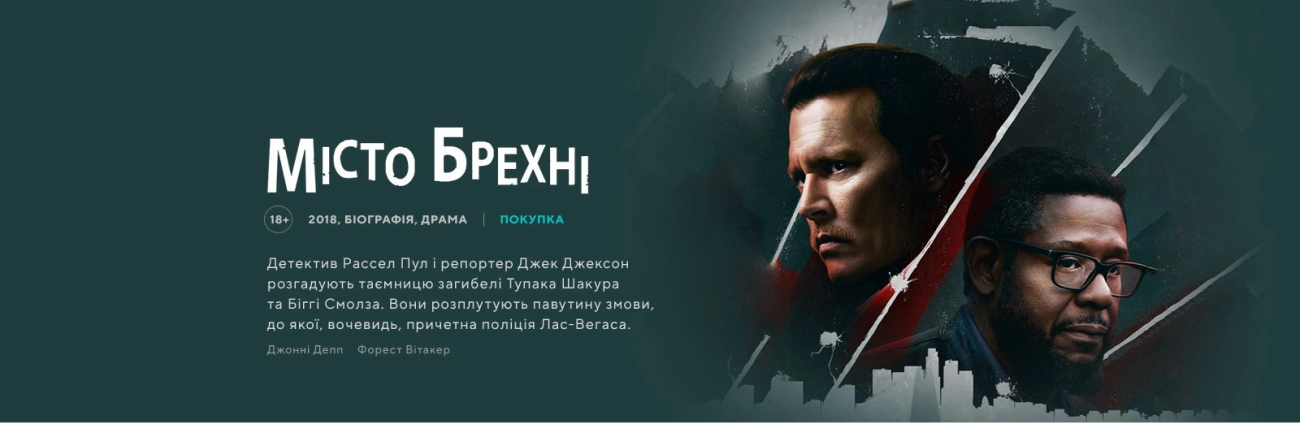 Місто Брехні
18+ 2018, БІОГРАФІЯ, ДРАМА | ПОКУПКА
Детектив Рассел Пул і репортер Джек Джексон
розгадують таємницю загибелі Тупака Шакура
та Біггі Смолза. Вони розплутують павутину змови,
до якої, вочевидь, причетна поліція Лас-Вегаса.
Джонні Депп Форест Вітакер